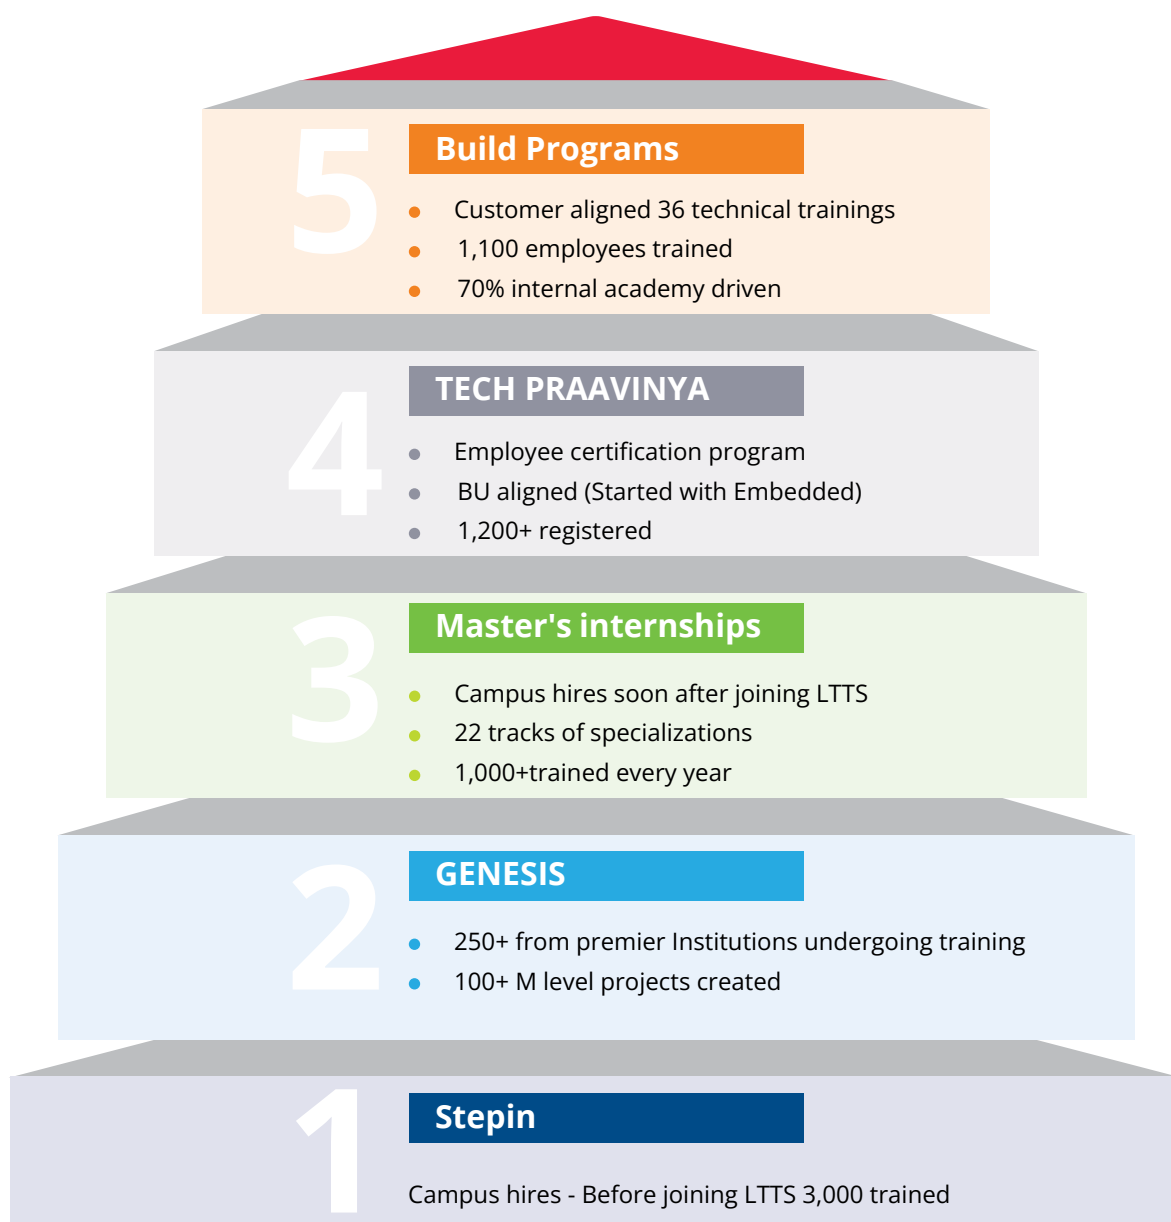 5
Build Programs
Customer aligned 36 technical trainings
1,100 employees trained
70% internal academy driven
4
TECH PRAAVINYA
Employee certification program
BU aligned (Started with Embedded)
1,200+ registered
3
Master's internships
Campus hires soon after joining LTTS
22 tracks of specializations
1,000+trained every year
2
GENESIS
250+ from premier Institutions undergoing training
100+ M level projects created
1
Stepin
Campus hires - Before joining LTTS 3,000 trained